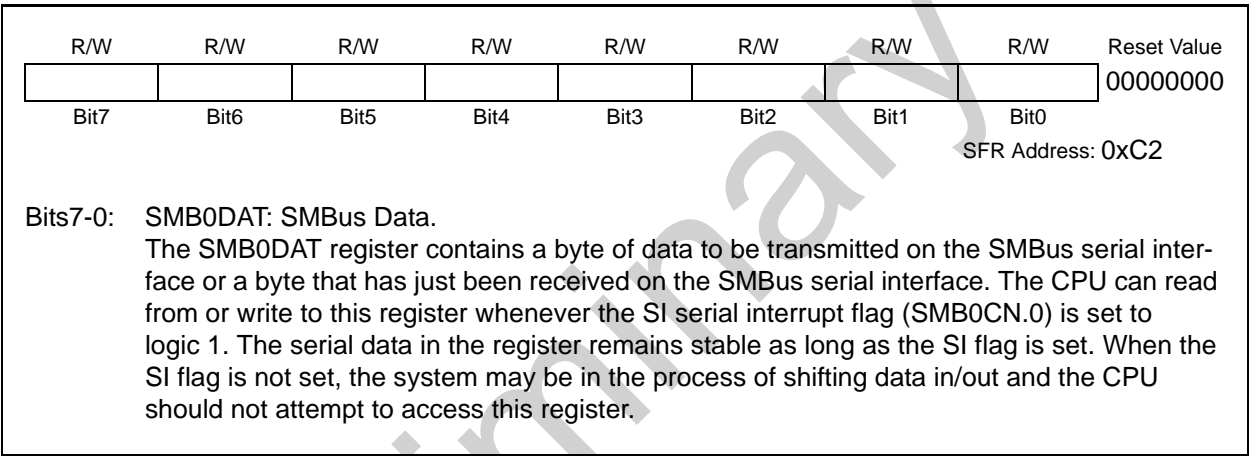 R/W R/W R/W R/W R/W R/W R/W R/W Reset Value
00000000
Bit7 Bit6 Bit5 Bit4 Bit3 Bit2 Bit1 Bit0
SFR Address: 0xC2
Bits7-0: SMB0DAT: SMBus Data.
The SMB0DAT register contains a byte of data to be transmitted on the SMBus serial inter-
face or a byte that has just been received on the SMBus serial interface. The CPU can read
from or write to this register whenever the SI serial interrupt flag (SMB0CN.0) is set to
logic 1. The serial data in the register remains stable as long as the SI flag is set. When the
SI flag is not set, the system may be in the process of shifting data in/out and the CPU
should not attempt to access this register.
iminary